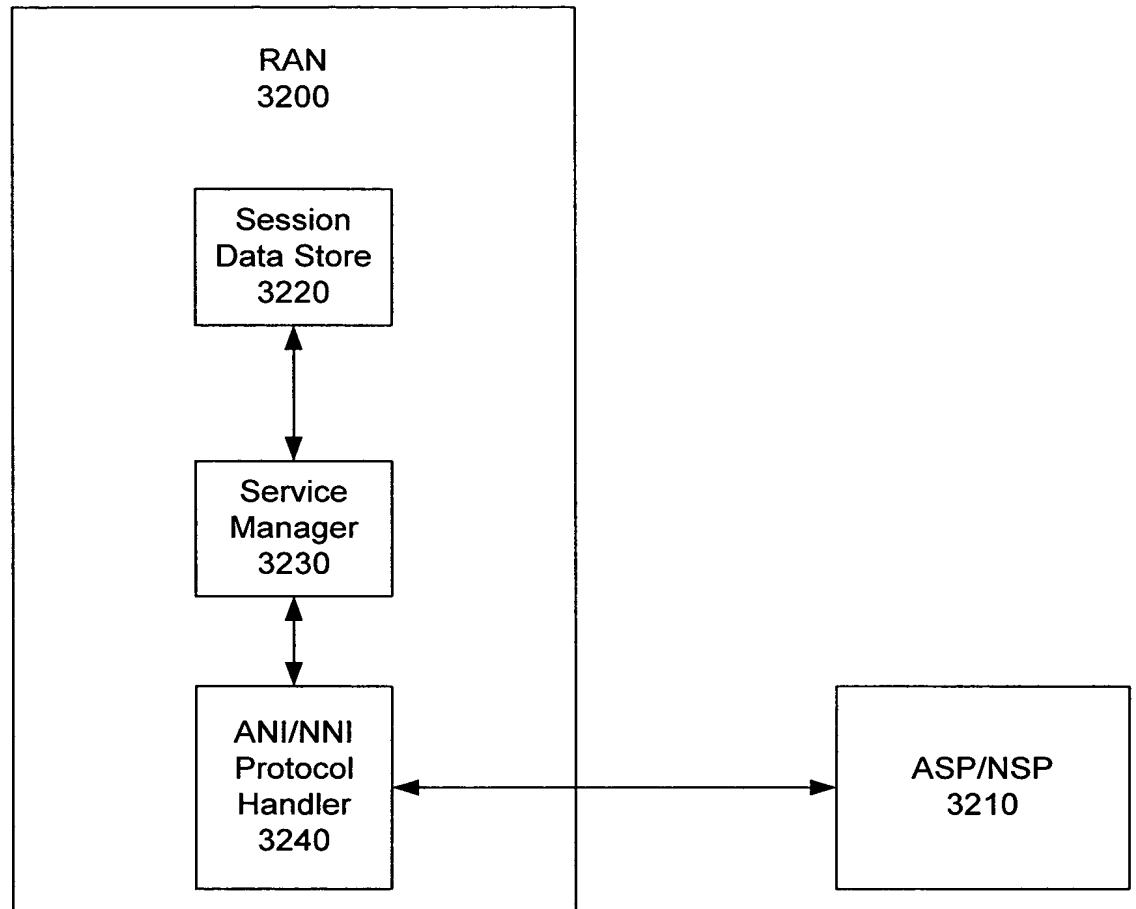 RAN
3200
Session
Data Store
3220
Service
Manager
3230
ANI/NNI
Protocol
Handler
3240
ASP/NSP
3210